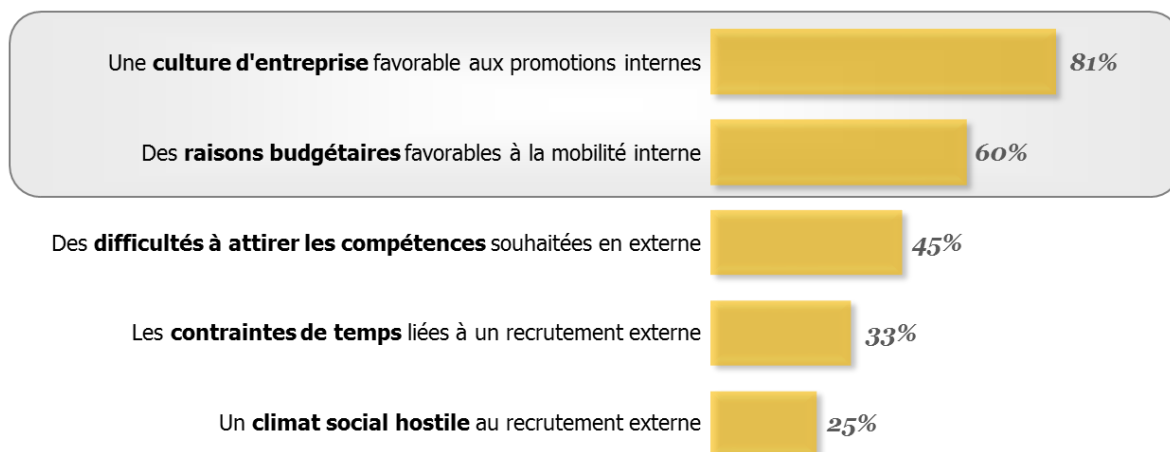 Une culture d'entreprise favorable aux promotions internes 81%
Des raisons budgétaires favorables à la mobilité interne 60%
Des difficultés à attirer les compétences souhaitées en externe 45%
Les contraintes de temps liées à un recrutement externe 33%
Un climat social hostile au recrutement externe 25%